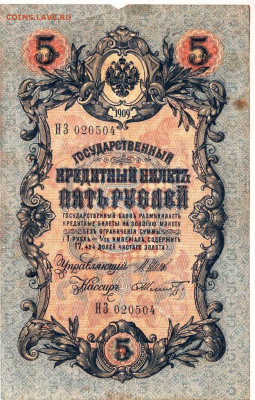 COINS.LAVE.RU
5 5
1909
НЗ 020504
ГОСУДАРСТВЕННЫЙ
КРЕДИТНЫЙ БИЛЕТЪ
ПЯТЬ РУБЛЕЙ
ГОСУДАРСТВЕННЫЙ БАНКЪ РАЗМѢНИВАЕТЪ
КРЕДИТНЫЕ БИЛЕТЫ НА ЗОЛОТУЮ МОНЕТУ
БЕЗЪ ОГРАНИЧЕНІЯ СУММЫ
(1 РУБЛЬ = 1/15 ИМПЕРІАЛА, СОДЕРЖИТЪ
17,424 ДОЛЕЙ ЧИСТАГО ЗОЛОТА)
Управляющій
Кассиръ
НЗ 020504
5